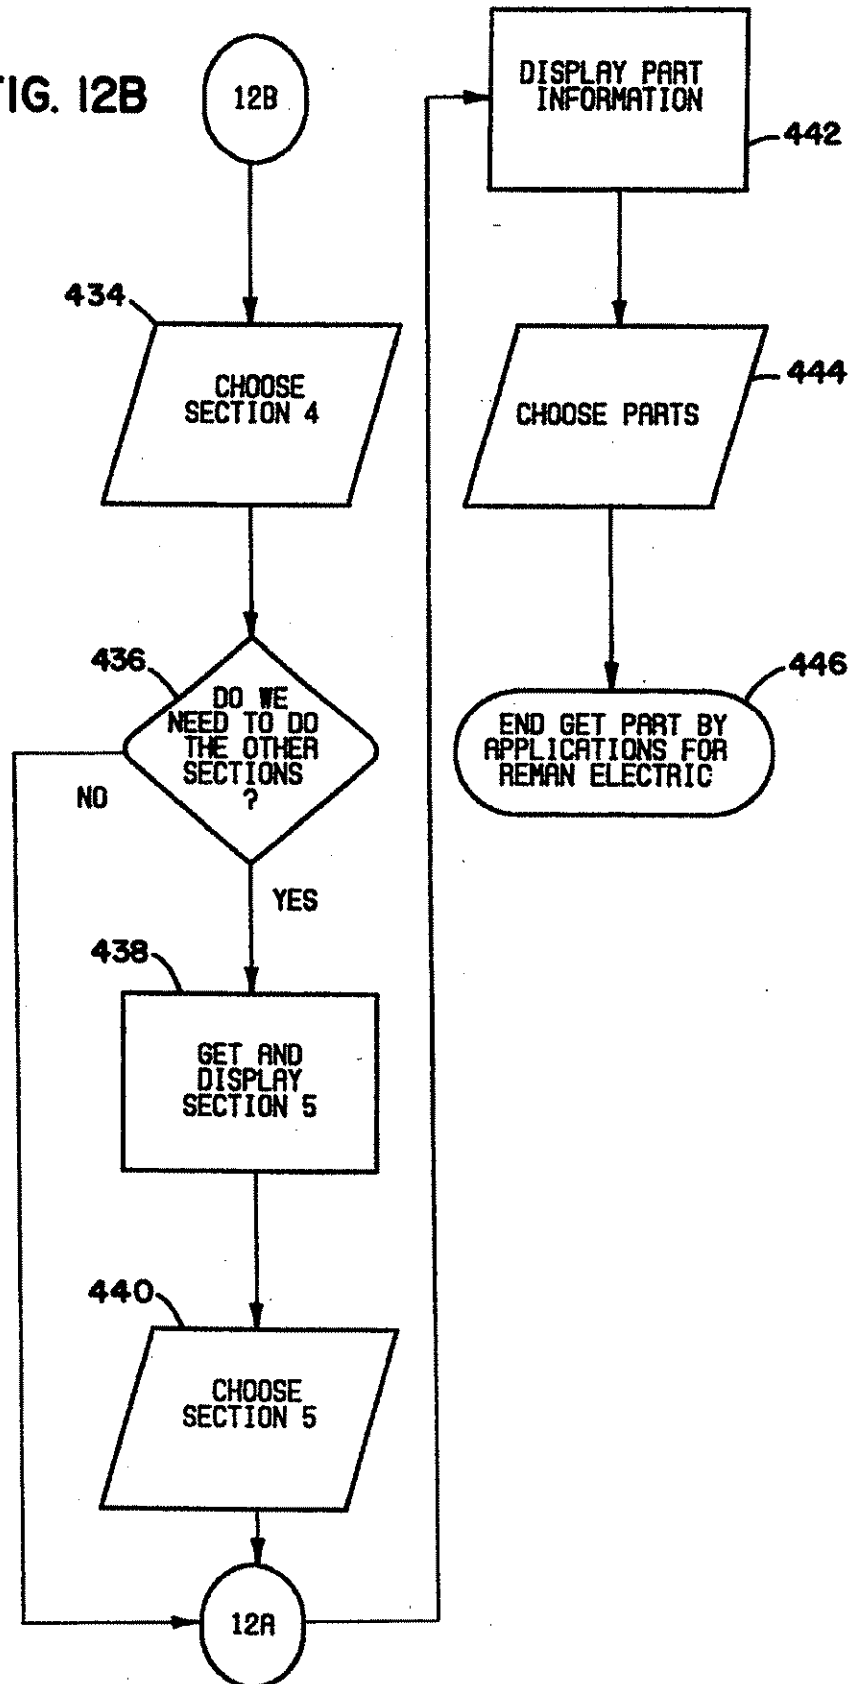 FIG. 12B
12B
434
CHOOSE
SECTION 4
436
DO WE
NEED TO DO
THE OTHER
SECTIONS
?
NO
YES
438
GET AND
DISPLAY
SECTION 5
440
CHOOSE
SECTION 5
12A
DISPLAY PART
INFORMATION
442
CHOOSE PARTS
444
446
END GET PART BY
APPLICATIONS FOR
REMAN ELECTRIC